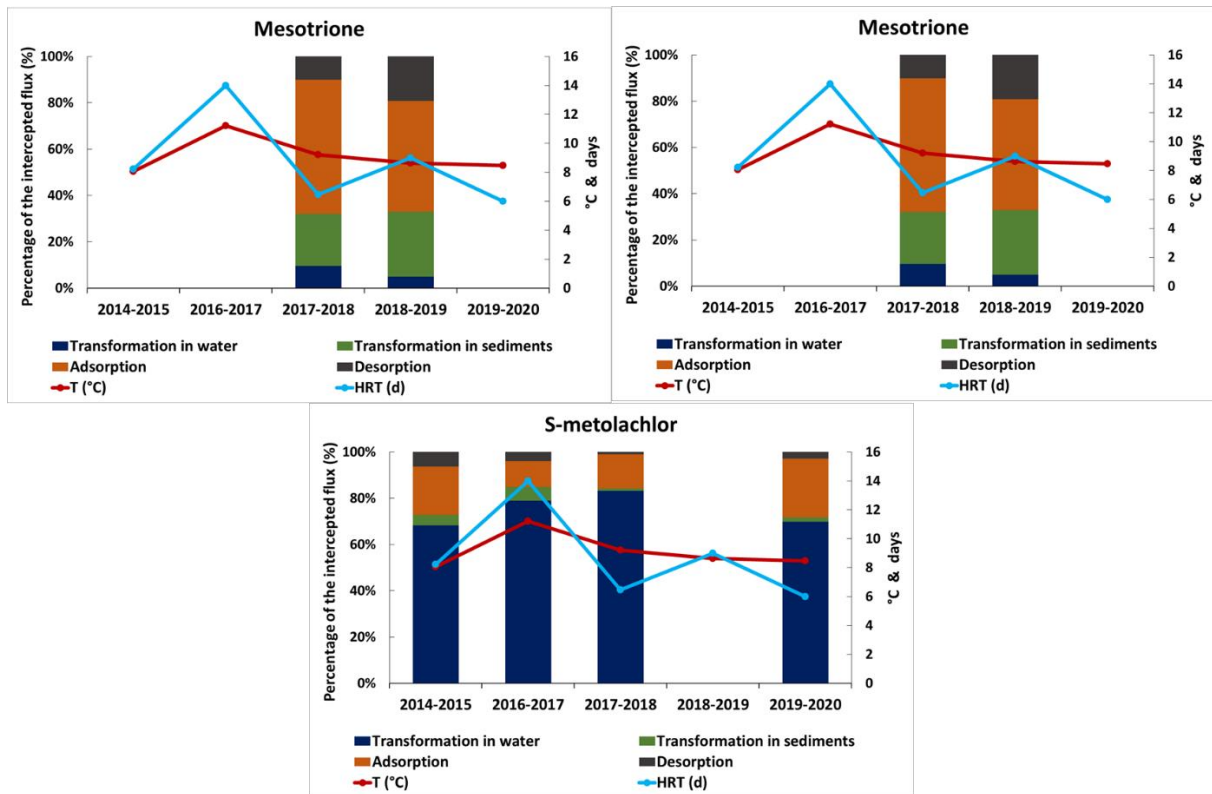 Mesotrione
Percentage of the intercepted flux (%)
100%
80%
60%
40%
20%
0%
16
14
12
10
8
6
4
2
0
°C & days
2014-2015 2016-2017 2017-2018 2018-2019 2019-2020
Transformation in water Transformation in sediments
Adsorption Desorption
T (°C) HRT (d)
Mesotrione
Percentage of the intercepted flux (%)
100%
80%
60%
40%
20%
0%
16
14
12
10
8
6
4
2
0
°C & days
2014-2015 2016-2017 2017-2018 2018-2019 2019-2020
Transformation in water Transformation in sediments
Adsorption Desorption
T (°C) HRT (d)
S-metolachlor
Percentage of the intercepted flux (%)
100%
80%
60%
40%
20%
0%
16
14
12
10
8
6
4
2
0
°C & days
2014-2015 2016-2017 2017-2018 2018-2019 2019-2020
Transformation in water Transformation in sediments
Adsorption Desorption
T (°C) HRT (d)